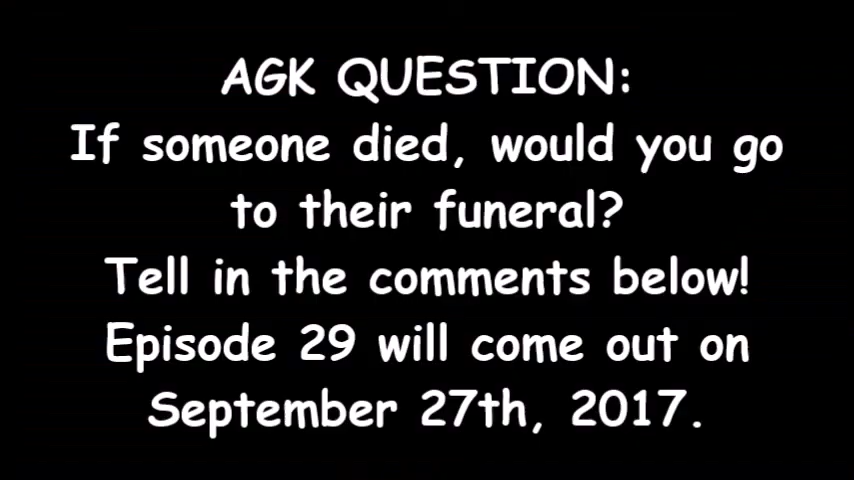 AGK QUESTION:
If someone died, would you go
to their funeral?
Tell in the comments below!
Episode 29 will come out on
September 27th, 2017.